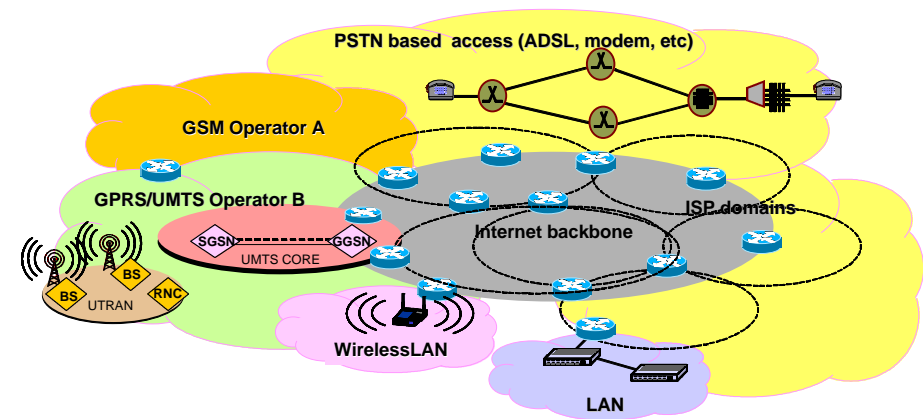 PSTN based access (ADSL, modem, etc)
GSM Operator A
GPRS/UMTS Operator B
ISP domains
Internet backbone
SGSN
GGSN
UMTS CORE
BS
BS
RNC
UTRAN
WirelessLAN
LAN